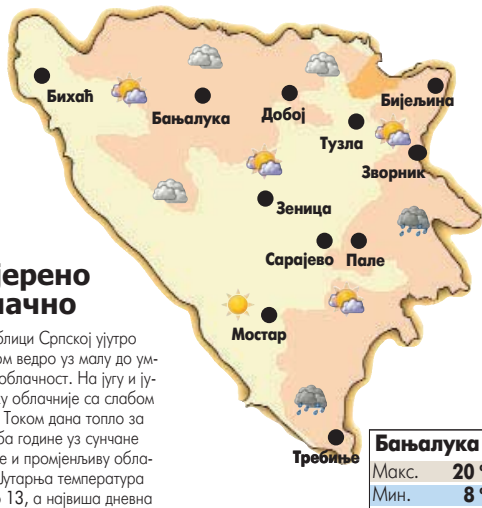 Бихаћ
Бањалука
Добој
Бијељина
Тузла
Зворник
Зеница
Сарајево Пале
Мостар
Требиње
јерено
лачно
блици Српској ујутро
ом ведро уз малу до ум-
облачност. На југу и ју-
ку облачније са слабом
Током дана топло за
ба године уз сунчане
е и промјенљиву обла-
Јутарња температура
о 13, а највиша дневна
Бањалука
Макс. 20 °
Мин. 8 °